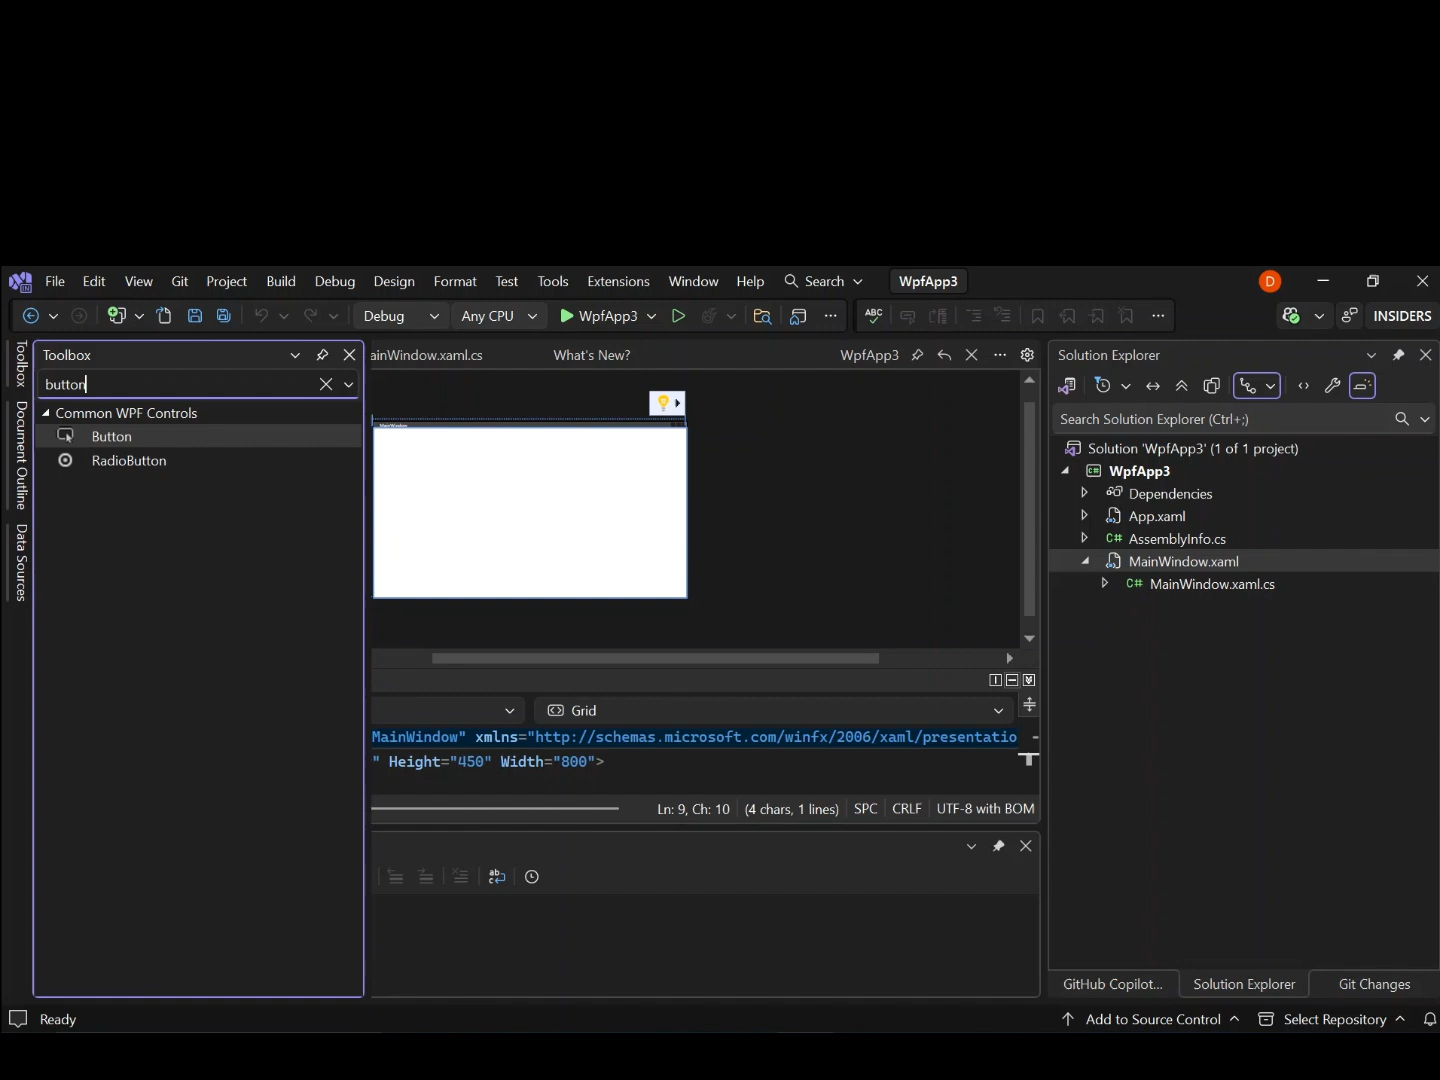 File Edit View Git Project Build Debug Design Format Test Tools Extensions Window Help Search WpfApp3 D
Debug Any CPU WpfApp3 ABC INSIDERS
Toolbox
Document Outline
Data Sources
Toolbox
button
Common WPF Controls
Button
RadioButton
ainWindow.xaml.cs What's New? WpfApp3
MainWindow
Grid
MainWindow" xmlns="http://schemas.microsoft.com/winfx/2006/xaml/presentatio
" Height="450" Width="800">
Ln: 9, Ch: 10 (4 chars, 1 lines) SPC CRLF UTF-8 with BOM
Solution Explorer
Search Solution Explorer (Ctrl+;)
Solution 'WpfApp3' (1 of 1 project)
C# WpfApp3
Dependencies
App.xaml
C# AssemblyInfo.cs
MainWindow.xaml
C# MainWindow.xaml.cs
GitHub Copilot... Solution Explorer Git Changes
Ready Add to Source Control Select Repository